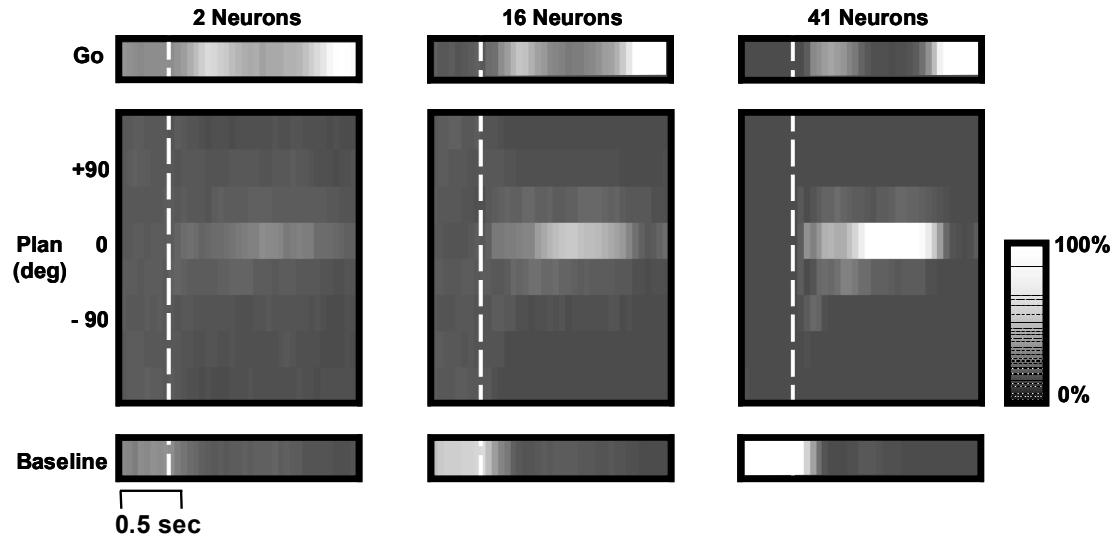 2 Neurons 16 Neurons 41 Neurons
Go
+90
Plan 0
(deg)
- 90
100%
0%
Baseline
0.5 sec